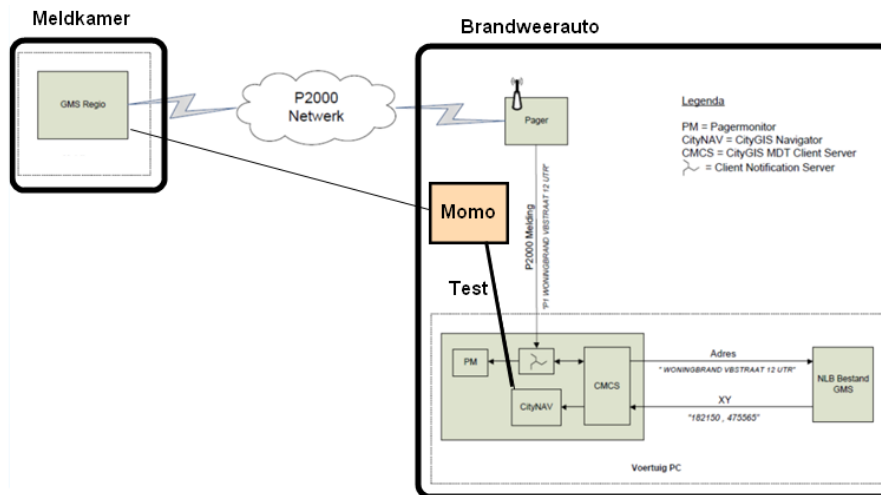 Meldkamer
Brandweerauto
GMS Regio
P2000
Netwerk
Pager
Legenda
PM = Pagermonitor
CityNAV = CityGIS Navigator
CMCS = CityGIS MDT Client Server
= Client Notification Server
Momo
P2000 Melding
"P1 WONINGBRAND VBSTRAAT 12 UTR"
Test
PM
CMCS
CityNAV
Adres
" WONINGBRAND VBSTRAAT 12 UTR"
XY
"182150 , 475565"
NLB Bestand
GMS
Voertuig PC